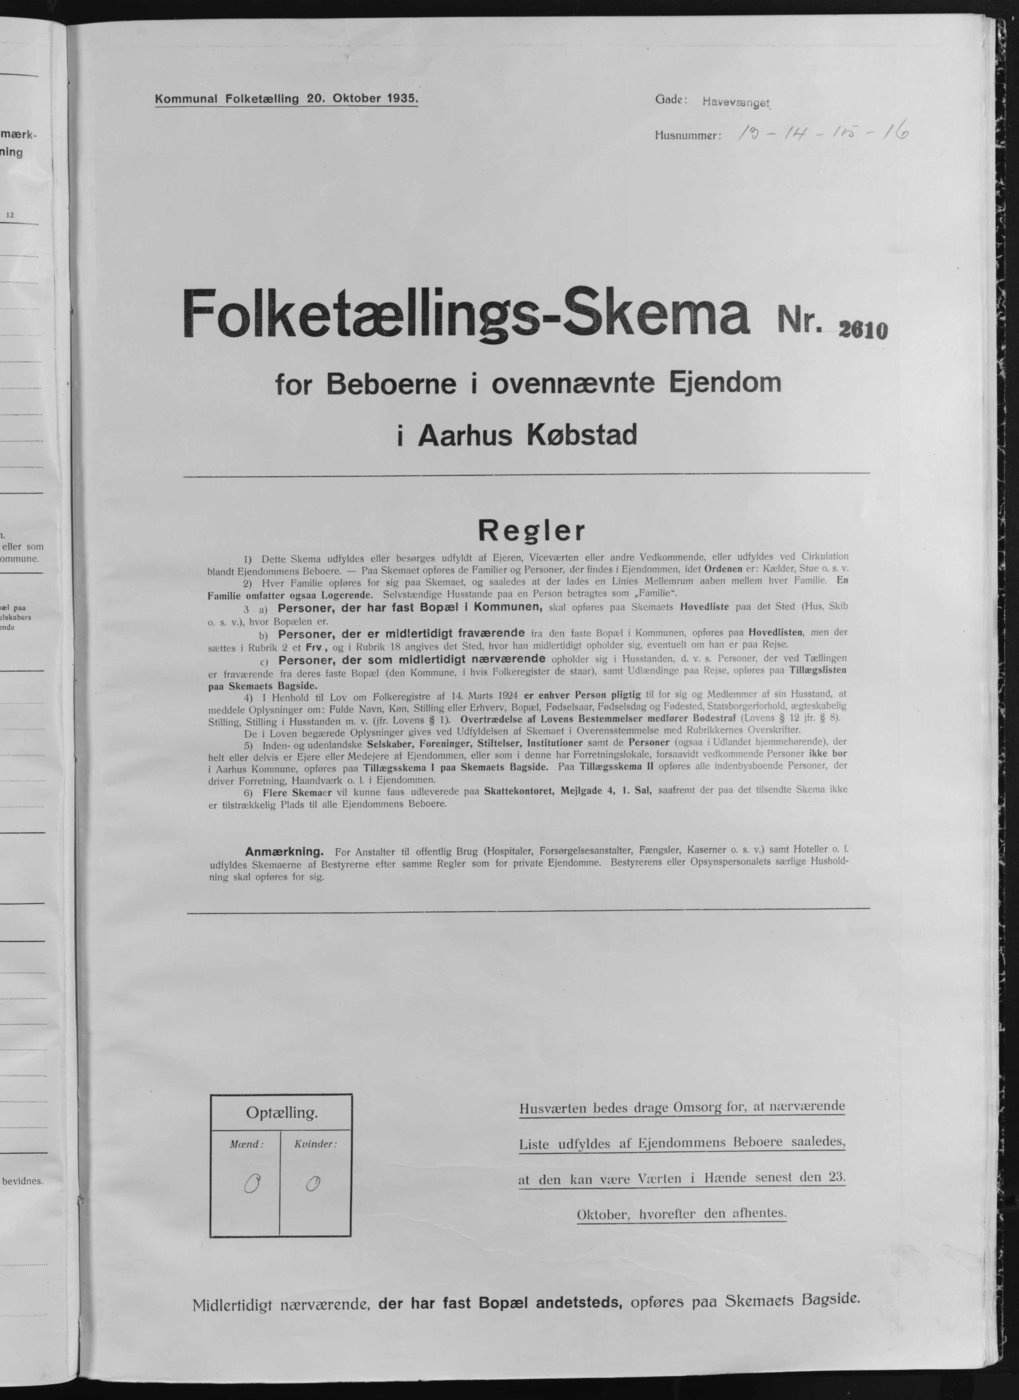 mærk-
ning
12
eller som
ommune.
æl paa
elskabers
ende
bevidnes.
Kommunal Folketælling 20. Oktober 1935.
Gade: Havevænget
Husnummer: 13 - 14 - 15 - 16
Folketællings-Skema Nr. 2610
for Beboerne i ovennævnte Ejendom
i Aarhus Købstad
Regler
1) Dette Skema udfyldes eller besørges udfyldt af Ejeren, Viceværten eller andre Vedkommende, eller udfyldes ved Cirkulation
blandt Ejendommens Beboere. — Paa Skemaet opføres de Familier og Personer, der findes i Ejendommen, idet Ordenen er: Kælder, Stue o. s. v.
2) Hver Familie opføres for sig paa Skemaet, og saaledes at der lades en Linies Mellemrum aaben mellem hver Familie. En
Familie omfatter ogsaa Logerende. Selvstændige Husstande paa en Person betragtes som „Familie“.
3 a) Personer, der har fast Bopæl i Kommunen, skal opføres paa Skemaets Hovedliste paa det Sted (Hus, Skib
o. s. v.), hvor Bopælen er.
b) Personer, der er midlertidigt fraværende fra den faste Bopæl i Kommunen, opføres paa Hovedlisten, men der
sættes i Rubrik 2 et Frv, og i Rubrik 18 angives det Sted, hvor han midlertidigt opholder sig, eventuelt om han er paa Rejse.
c) Personer, der som midlertidigt nærværende opholder sig i Husstanden, d. v. s. Personer, der ved Tællingen
er fraværende fra deres faste Bopæl (den Kommune, i hvis Folkeregister de staar), samt Udlændinge paa Rejse, opføres paa Tillægslisten
paa Skemaets Bagside.
4) I Henhold til Lov om Folkeregistre af 14. Marts 1924 er enhver Person pligtig til for sig og Medlemmer af sin Husstand, at
meddele Oplysninger om: Fulde Navn, Køn, Stilling eller Erhverv, Bopæl, Fødselsaar, Fødselsdag og Fødested, Statsborgerforhold, ægteskabelig
Stilling, Stilling i Husstanden m. v. (jfr. Lovens § 1). Overtrædelse af Lovens Bestemmelser medfører Bødestraf (Lovens § 12 jfr. § 8).
De i Loven begærede Oplysninger gives ved Udfyldelsen af Skemaet i Overensstemmelse med Rubrikkernes Overskrifter.
5) Inden- og udenlandske Selskaber, Foreninger, Stiftelser, Institutioner samt de Personer (ogsaa i Udlandet hjemmehørende), der
helt eller delvis er Ejere eller Medejere af Ejendommen, eller som i denne har Forretningslokale, forsaavidt vedkommende Personer ikke bor
i Aarhus Kommune, opføres paa Tillægsskema I paa Skemaets Bagside. Paa Tillægsskema II opføres alle indenbysboende Personer, der
driver Forretning, Haandværk o. l. i Ejendommen.
6) Flere Skemaer vil kunne faas udleverede paa Skattekontoret, Mejlgade 4, 1. Sal, saafremt der paa det tilsendte Skema ikke
er tilstrækkelig Plads til alle Ejendommens Beboere.
Anmærkning. For Anstalter til offentlig Brug (Hospitaler, Forsørgelsesanstalter, Fængsler, Kaserner o. s. v.) samt Hoteller o. l.
udfyldes Skemaerne af Bestyrerne efter samme Regler som for private Ejendomme. Bestyrerens eller Opsynspersonalets særlige Hushold-
ning skal opføres for sig.
Optælling.
Mænd: Kvinder:
0 0
Husværten bedes drage Omsorg for, at nærværende
Liste udfyldes af Ejendommens Beboere saaledes,
at den kan være Værten i Hænde senest den 23.
Oktober, hvorefter den afhentes.
Midlertidigt nærværende, der har fast Bopæl andetsteds, opføres paa Skemaets Bagside.